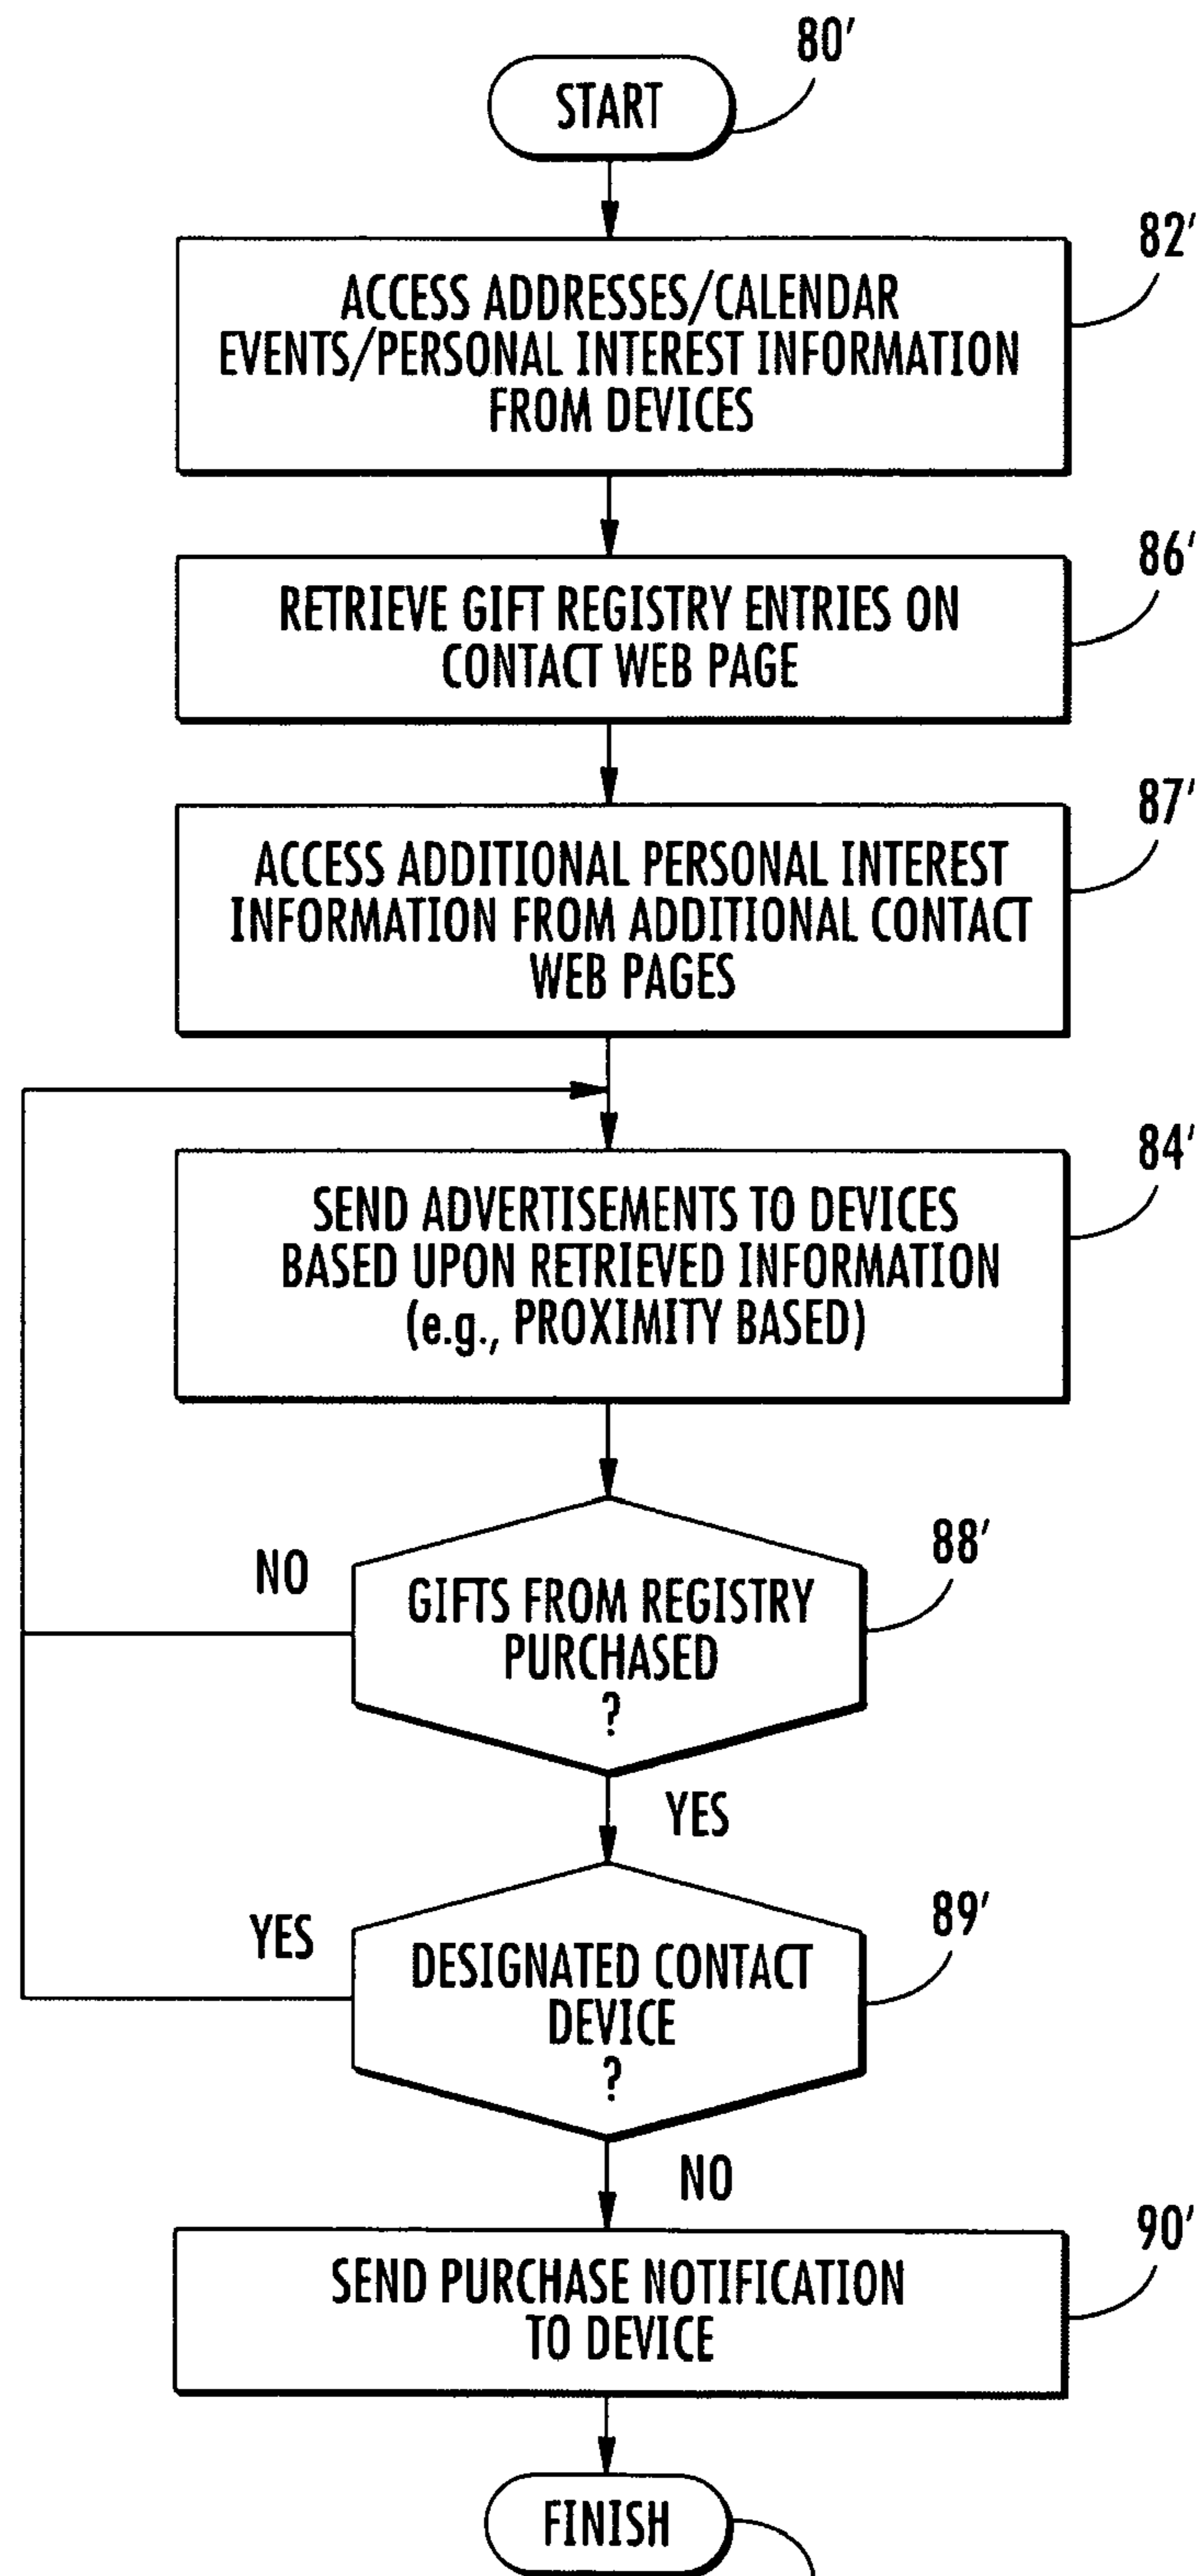 80'
START
82'
ACCESS ADDRESSES/CALENDAR
EVENTS/PERSONAL INTEREST INFORMATION
FROM DEVICES
86'
RETRIEVE GIFT REGISTRY ENTRIES ON
CONTACT WEB PAGE
87'
ACCESS ADDITIONAL PERSONAL INTEREST
INFORMATION FROM ADDITIONAL CONTACT
WEB PAGES
84'
SEND ADVERTISEMENTS TO DEVICES
BASED UPON RETRIEVED INFORMATION
(e.g., PROXIMITY BASED)
88'
NO
GIFTS FROM REGISTRY
PURCHASED
?
YES
89'
YES
DESIGNATED CONTACT
DEVICE
?
NO
90'
SEND PURCHASE NOTIFICATION
TO DEVICE
FINISH